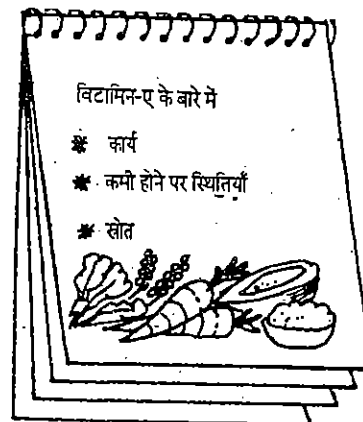 विटामिन-ए के बारे में
* कार्य
* कमी होने पर स्थितियाँ
* स्रोत